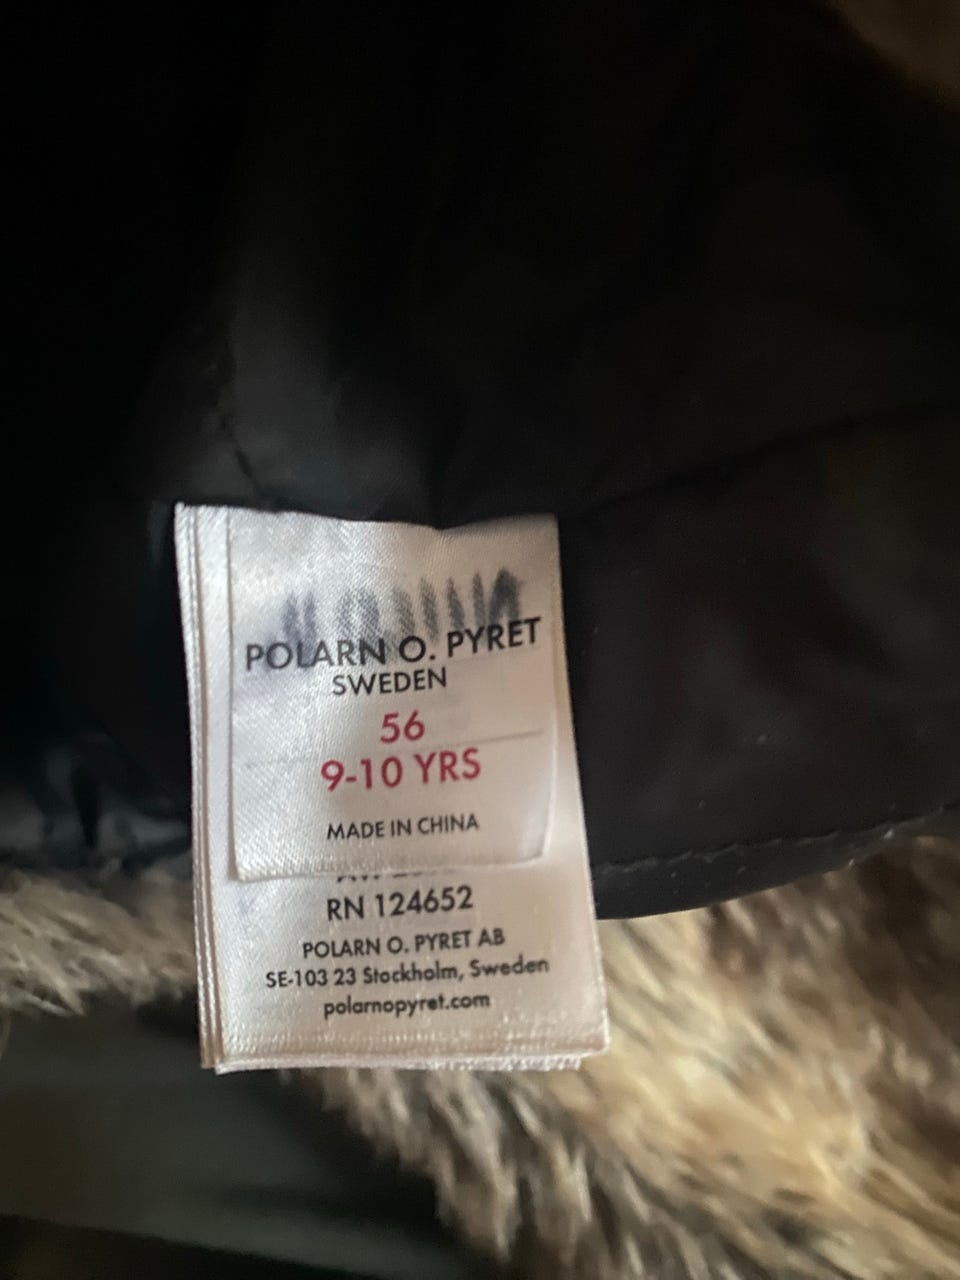 POLARN O. PYRET
SWEDEN
56
9-10 YRS
MADE IN CHINA
RN 124652
POLARN O. PYRET AB
SE-103 23 Stockholm, Sweden
polarnopyret.com